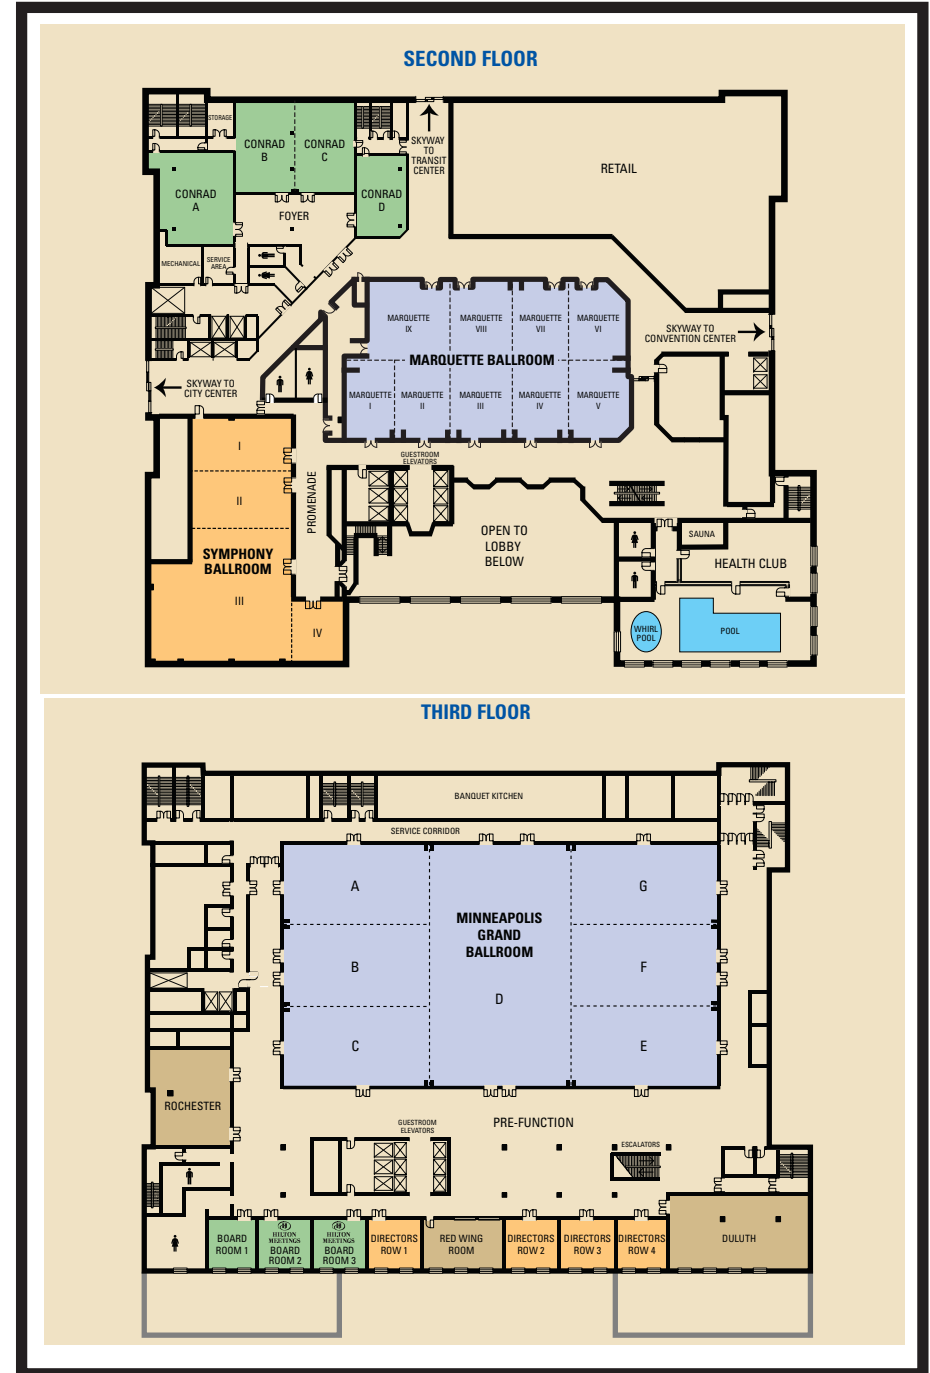 SECOND FLOOR
STORAGE
CONRAD
B
CONRAD
C
SKYWAY
TO
TRANSIT
CENTER
RETAIL
CONRAD
A
CONRAD
D
FOYER
MECHANICAL
SERVICE
AREA
MARQUETTE
IX
MARQUETTE
VIII
MARQUETTE
VII
MARQUETTE
VI
SKYWAY TO
CONVENTION CENTER
MARQUETTE BALLROOM
SKYWAY TO
CITY CENTER
MARQUETTE
I
MARQUETTE
II
MARQUETTE
III
MARQUETTE
IV
MARQUETTE
V
I
GUESTROOM
ELEVATORS
II
PROMENADE
OPEN TO
LOBBY
BELOW
SAUNA
SYMPHONY
BALLROOM
HEALTH CLUB
III
IV
WHIRL
POOL
POOL
THIRD FLOOR
BANQUET KITCHEN
SERVICE CORRIDOR
A
G
MINNEAPOLIS
GRAND
BALLROOM
B
F
D
C
E
ROCHESTER
GUESTROOM
ELEVATORS
PRE-FUNCTION
ESCALATORS
BOARD
ROOM 1
HILTON
MEETINGS
BOARD
ROOM 2
HILTON
MEETINGS
BOARD
ROOM 3
DIRECTORS
ROW 1
RED WING
ROOM
DIRECTORS
ROW 2
DIRECTORS
ROW 3
DIRECTORS
ROW 4
DULUTH